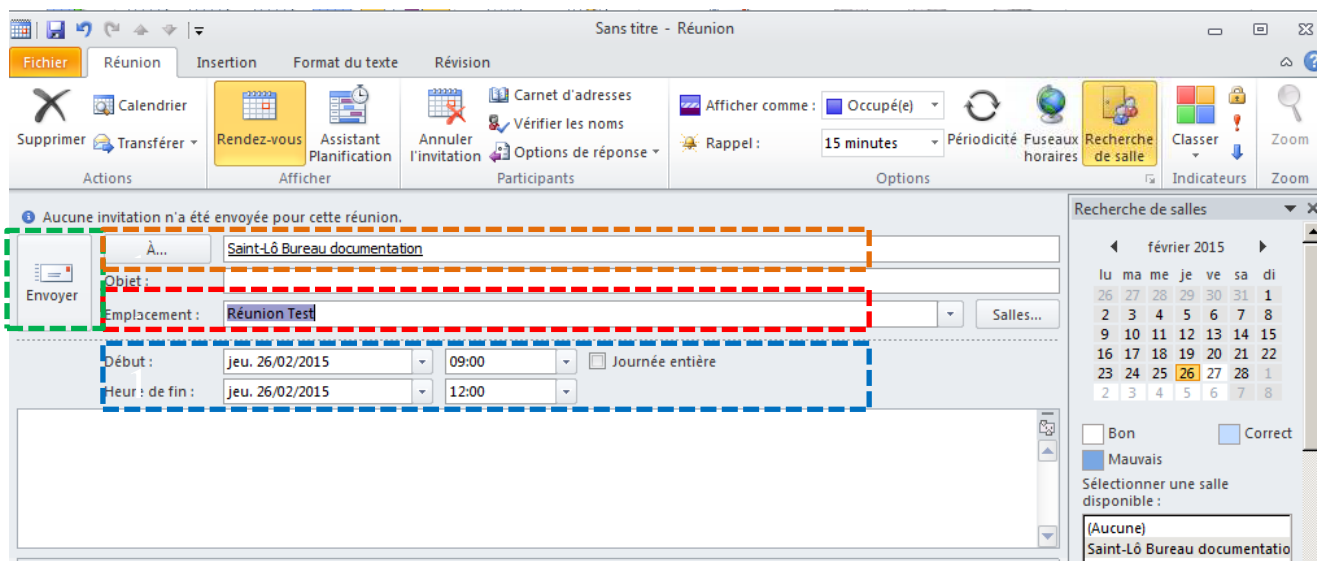 Sans titre - Réunion
Fichier Réunion Insertion Format du texte Révision
Supprimer
Calendrier
Transférer
Actions
Rendez-vous
Assistant Planification
Afficher
Annuler l'invitation
Carnet d'adresses
Vérifier les noms
Options de réponse
Participants
Afficher comme : Occupé(e)
Rappel : 15 minutes
Périodicité
Fuseaux horaires
Recherche de salle
Options
Classer
Indicateurs
Zoom
Zoom
Aucune invitation n'a été envoyée pour cette réunion.
Envoyer
À... Saint-Lô Bureau documentation
Objet :
Emplacement : Réunion Test Salles...
Début : jeu. 26/02/2015 09:00 Journée entière
Heure de fin : jeu. 26/02/2015 12:00
1
Recherche de salles
février 2015
lu ma me je ve sa di
26 27 28 29 30 31 1
2 3 4 5 6 7 8
9 10 11 12 13 14 15
16 17 18 19 20 21 22
23 24 25 26 27 28 1
2 3 4 5 6 7 8
Bon Correct
Mauvais
Sélectionner une salle
disponible :
(Aucune)
Saint-Lô Bureau documentatio